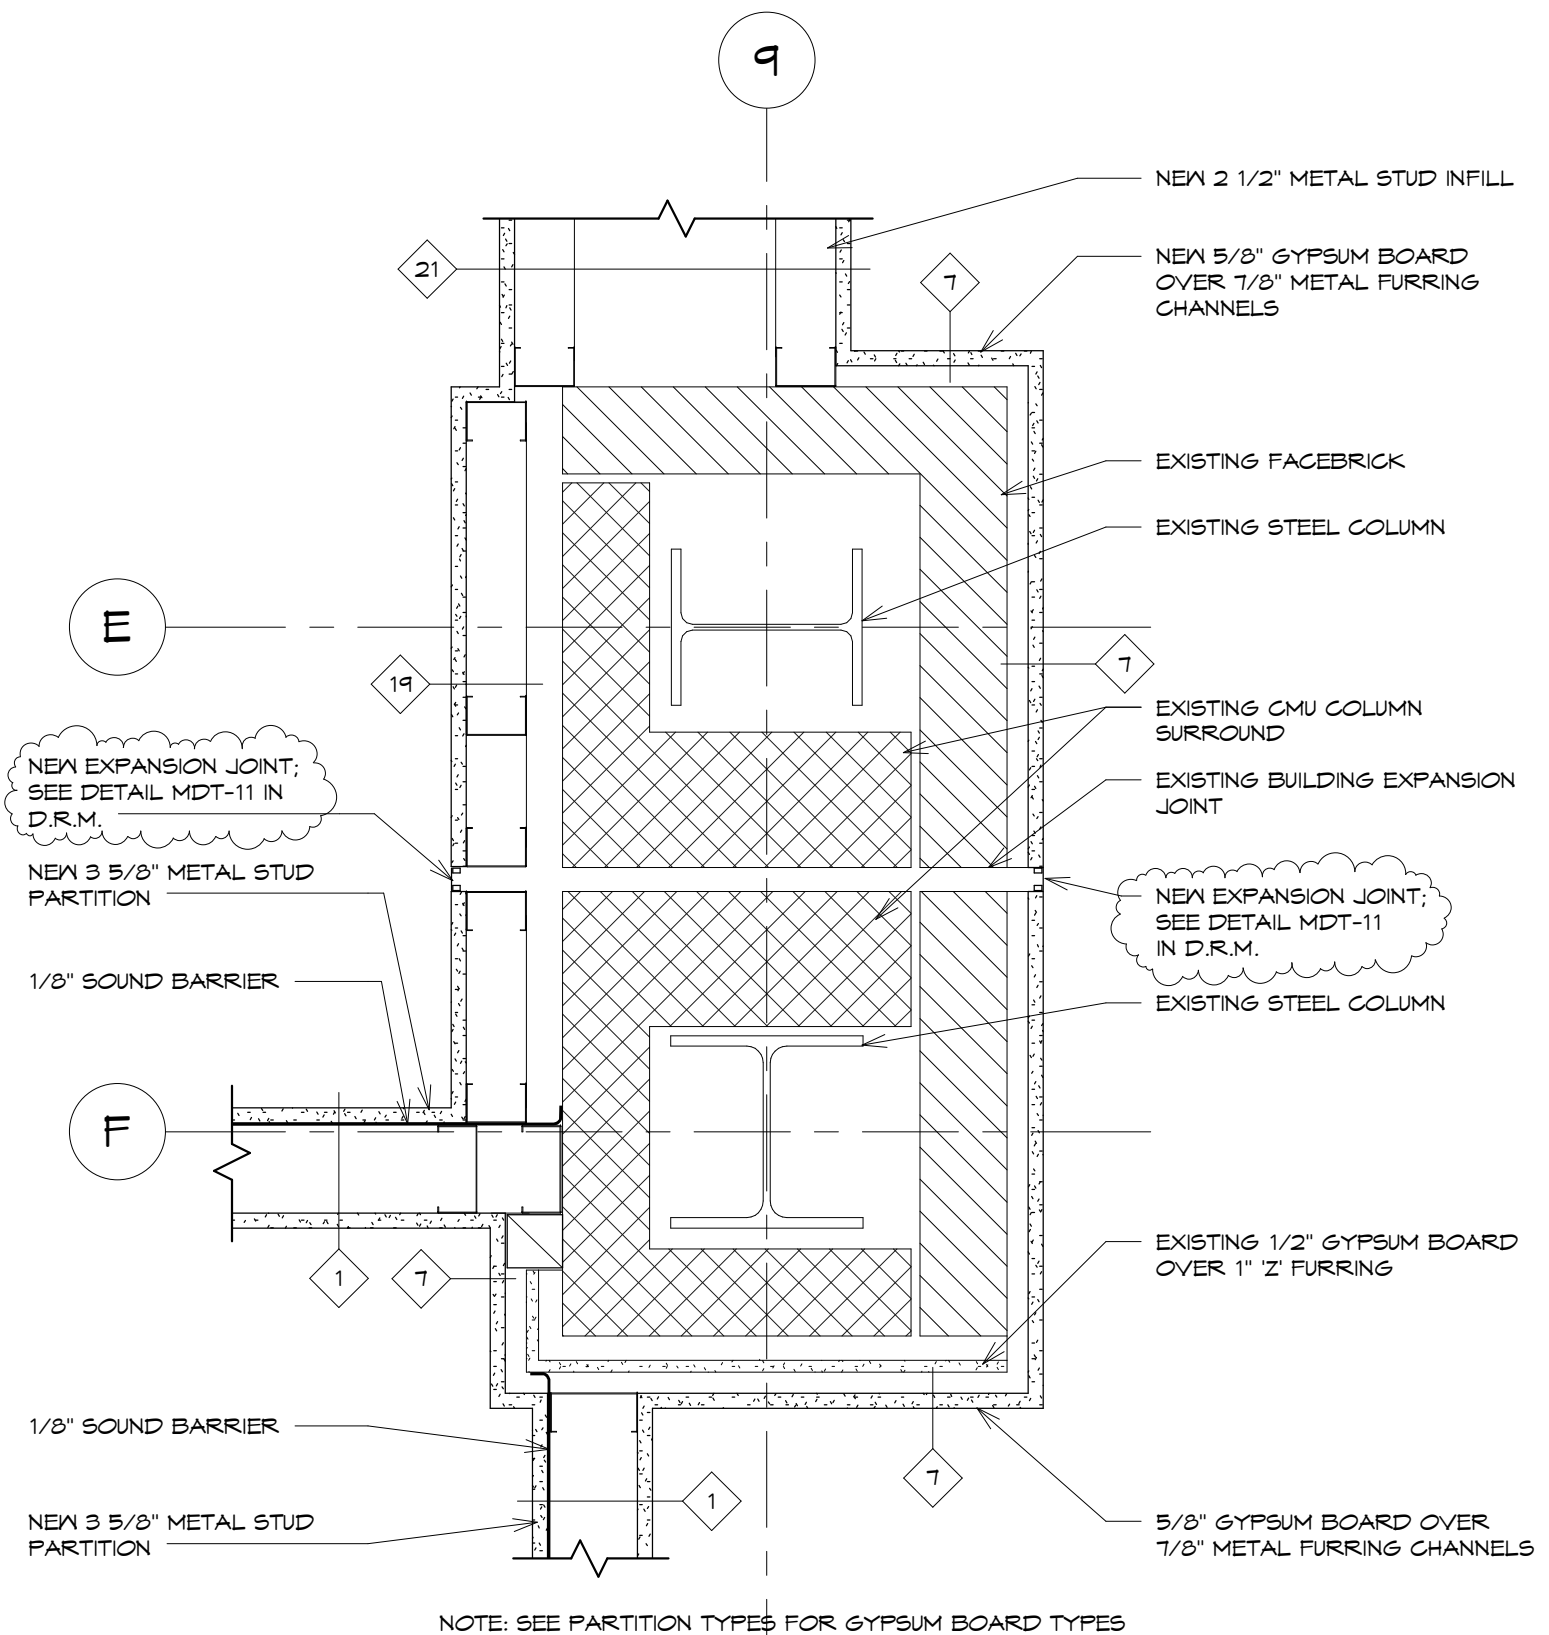 9
NEW 2 1/2" METAL STUD INFILL
21
NEW 5/8" GYPSUM BOARD
OVER 7/8" METAL FURRING
CHANNELS
7
EXISTING FACEBRICK
EXISTING STEEL COLUMN
E
7
19
EXISTING CMU COLUMN
SURROUND
NEW EXPANSION JOINT;
SEE DETAIL MDT-11 IN
D.R.M.
EXISTING BUILDING EXPANSION
JOINT
NEW 3 5/8" METAL STUD
PARTITION
NEW EXPANSION JOINT;
SEE DETAIL MDT-11
IN D.R.M.
1/8" SOUND BARRIER
EXISTING STEEL COLUMN
F
EXISTING 1/2" GYPSUM BOARD
OVER 1" 'Z' FURRING
1
7
1/8" SOUND BARRIER
7
1
NEW 3 5/8" METAL STUD
PARTITION
5/8" GYPSUM BOARD OVER
7/8" METAL FURRING CHANNELS
NOTE: SEE PARTITION TYPES FOR GYPSUM BOARD TYPES